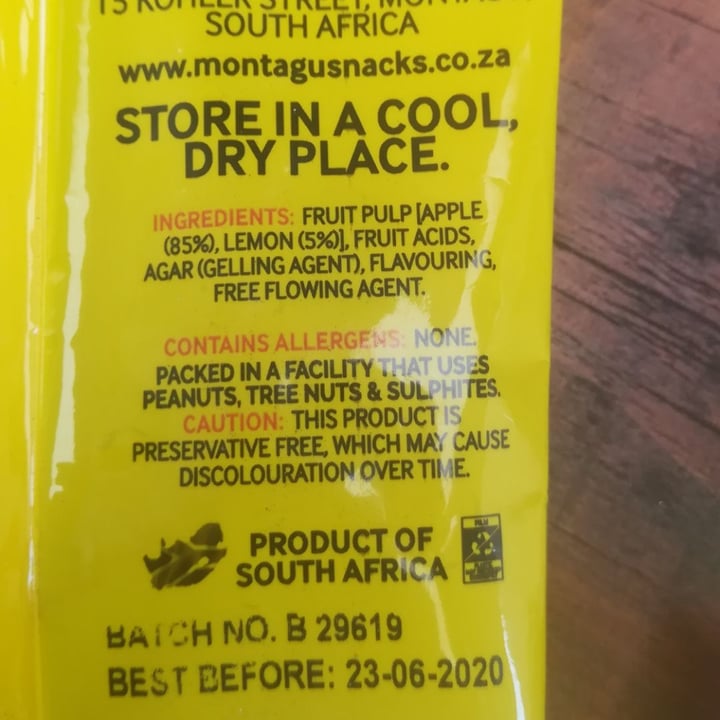 15 KOHLER STREET,
SOUTH AFRICA
www.montagusnacks.co.za
STORE IN A COOL,
DRY PLACE.
INGREDIENTS: FRUIT PULP [APPLE
(85%), LEMON (5%)], FRUIT ACIDS,
AGAR (GELLING AGENT), FLAVOURING,
FREE FLOWING AGENT.
CONTAINS ALLERGENS: NONE.
PACKED IN A FACILITY THAT USES
PEANUTS, TREE NUTS & SULPHITES.
CAUTION: THIS PRODUCT IS
PRESERVATIVE FREE, WHICH MAY CAUSE
DISCOLOURATION OVER TIME.
PRODUCT OF
SOUTH AFRICA
BATCH NO. B 29619
BEST BEFORE: 23-06-2020